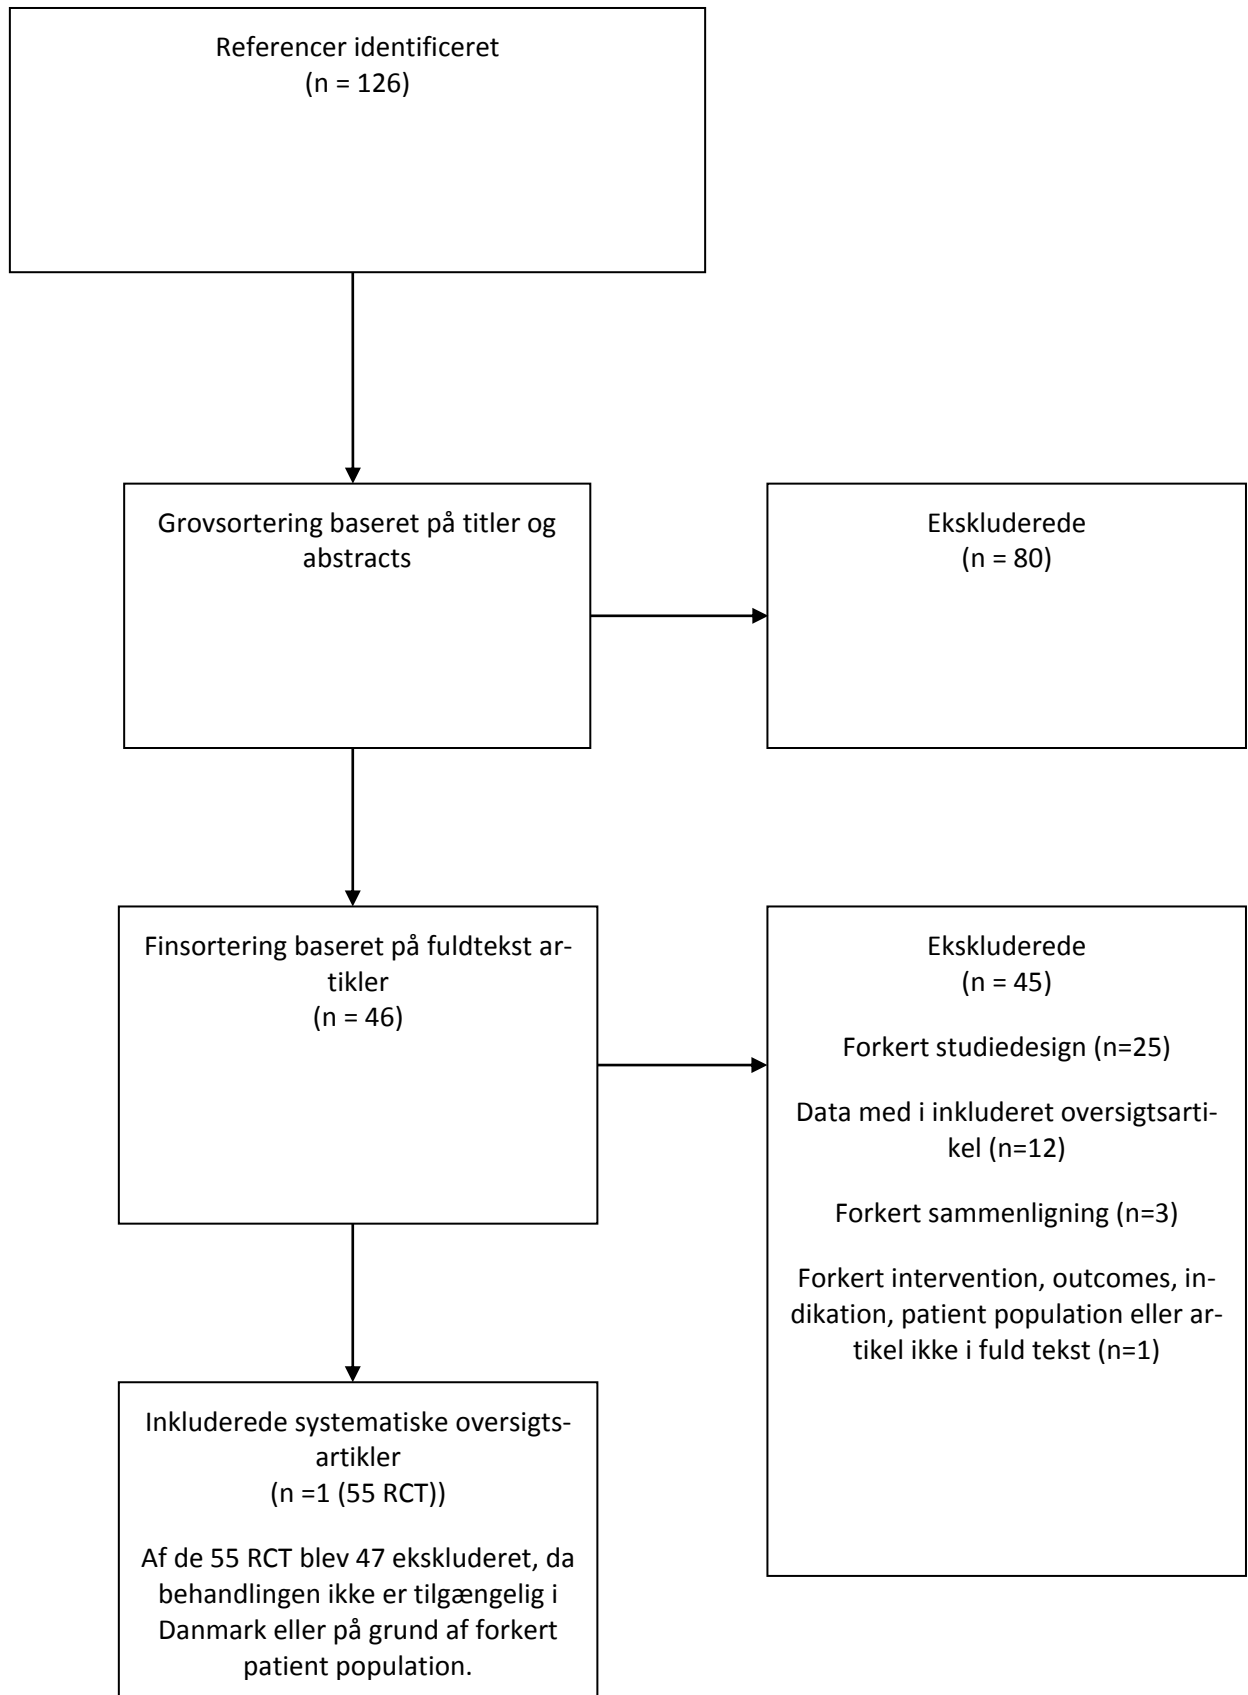 Referencer identificeret
(n = 126)
Grovsortering baseret på titler og
abstracts
Ekskluderede
(n = 80)
Finsortering baseret på fuldtekst ar-
tikler
(n = 46)
Ekskluderede
(n = 45)
Forkert studiedesign (n=25)
Data med i inkluderet oversigtsarti-
kel (n=12)
Forkert sammenligning (n=3)
Forkert intervention, outcomes, in-
dikation, patient population eller ar-
tikel ikke i fuld tekst (n=1)
Inkluderede systematiske oversigts-
artikler
(n =1 (55 RCT))
Af de 55 RCT blev 47 ekskluderet, da
behandlingen ikke er tilgængelig i
Danmark eller på grund af forkert
patient population.